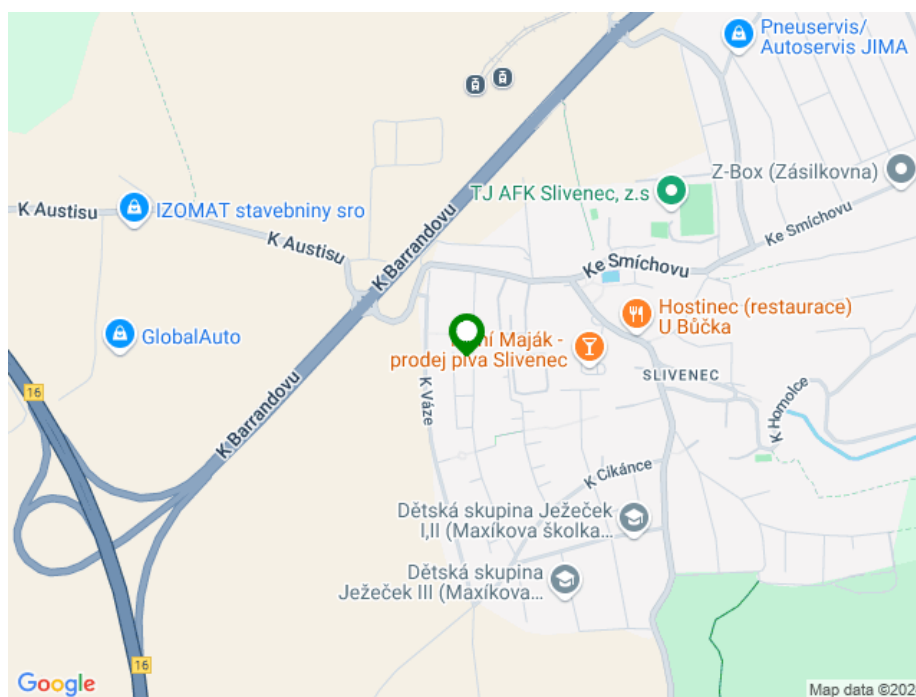 Pneuservis/
Autoservis JIMA
Z-Box (Zásilkovna)
TJ AFK Slivenec, z.s
K Austisu
IZOMAT stavebniny sro
K Austisu
K Barrandovu
Ke Smíchovu
Ke Smíchovu
Hostinec (restaurace)
U Bůčka
GlobalAuto
ní Maják -
prodej piva Slivenec
SLIVENEC
16
K Váze
K Barrandovu
K Homolce
K Cikánce
Dětská skupina Ježeček
I,II (Maxíkova školka...
Dětská skupina
Ježeček III (Maxíkova...
16
Google
Map data ©202